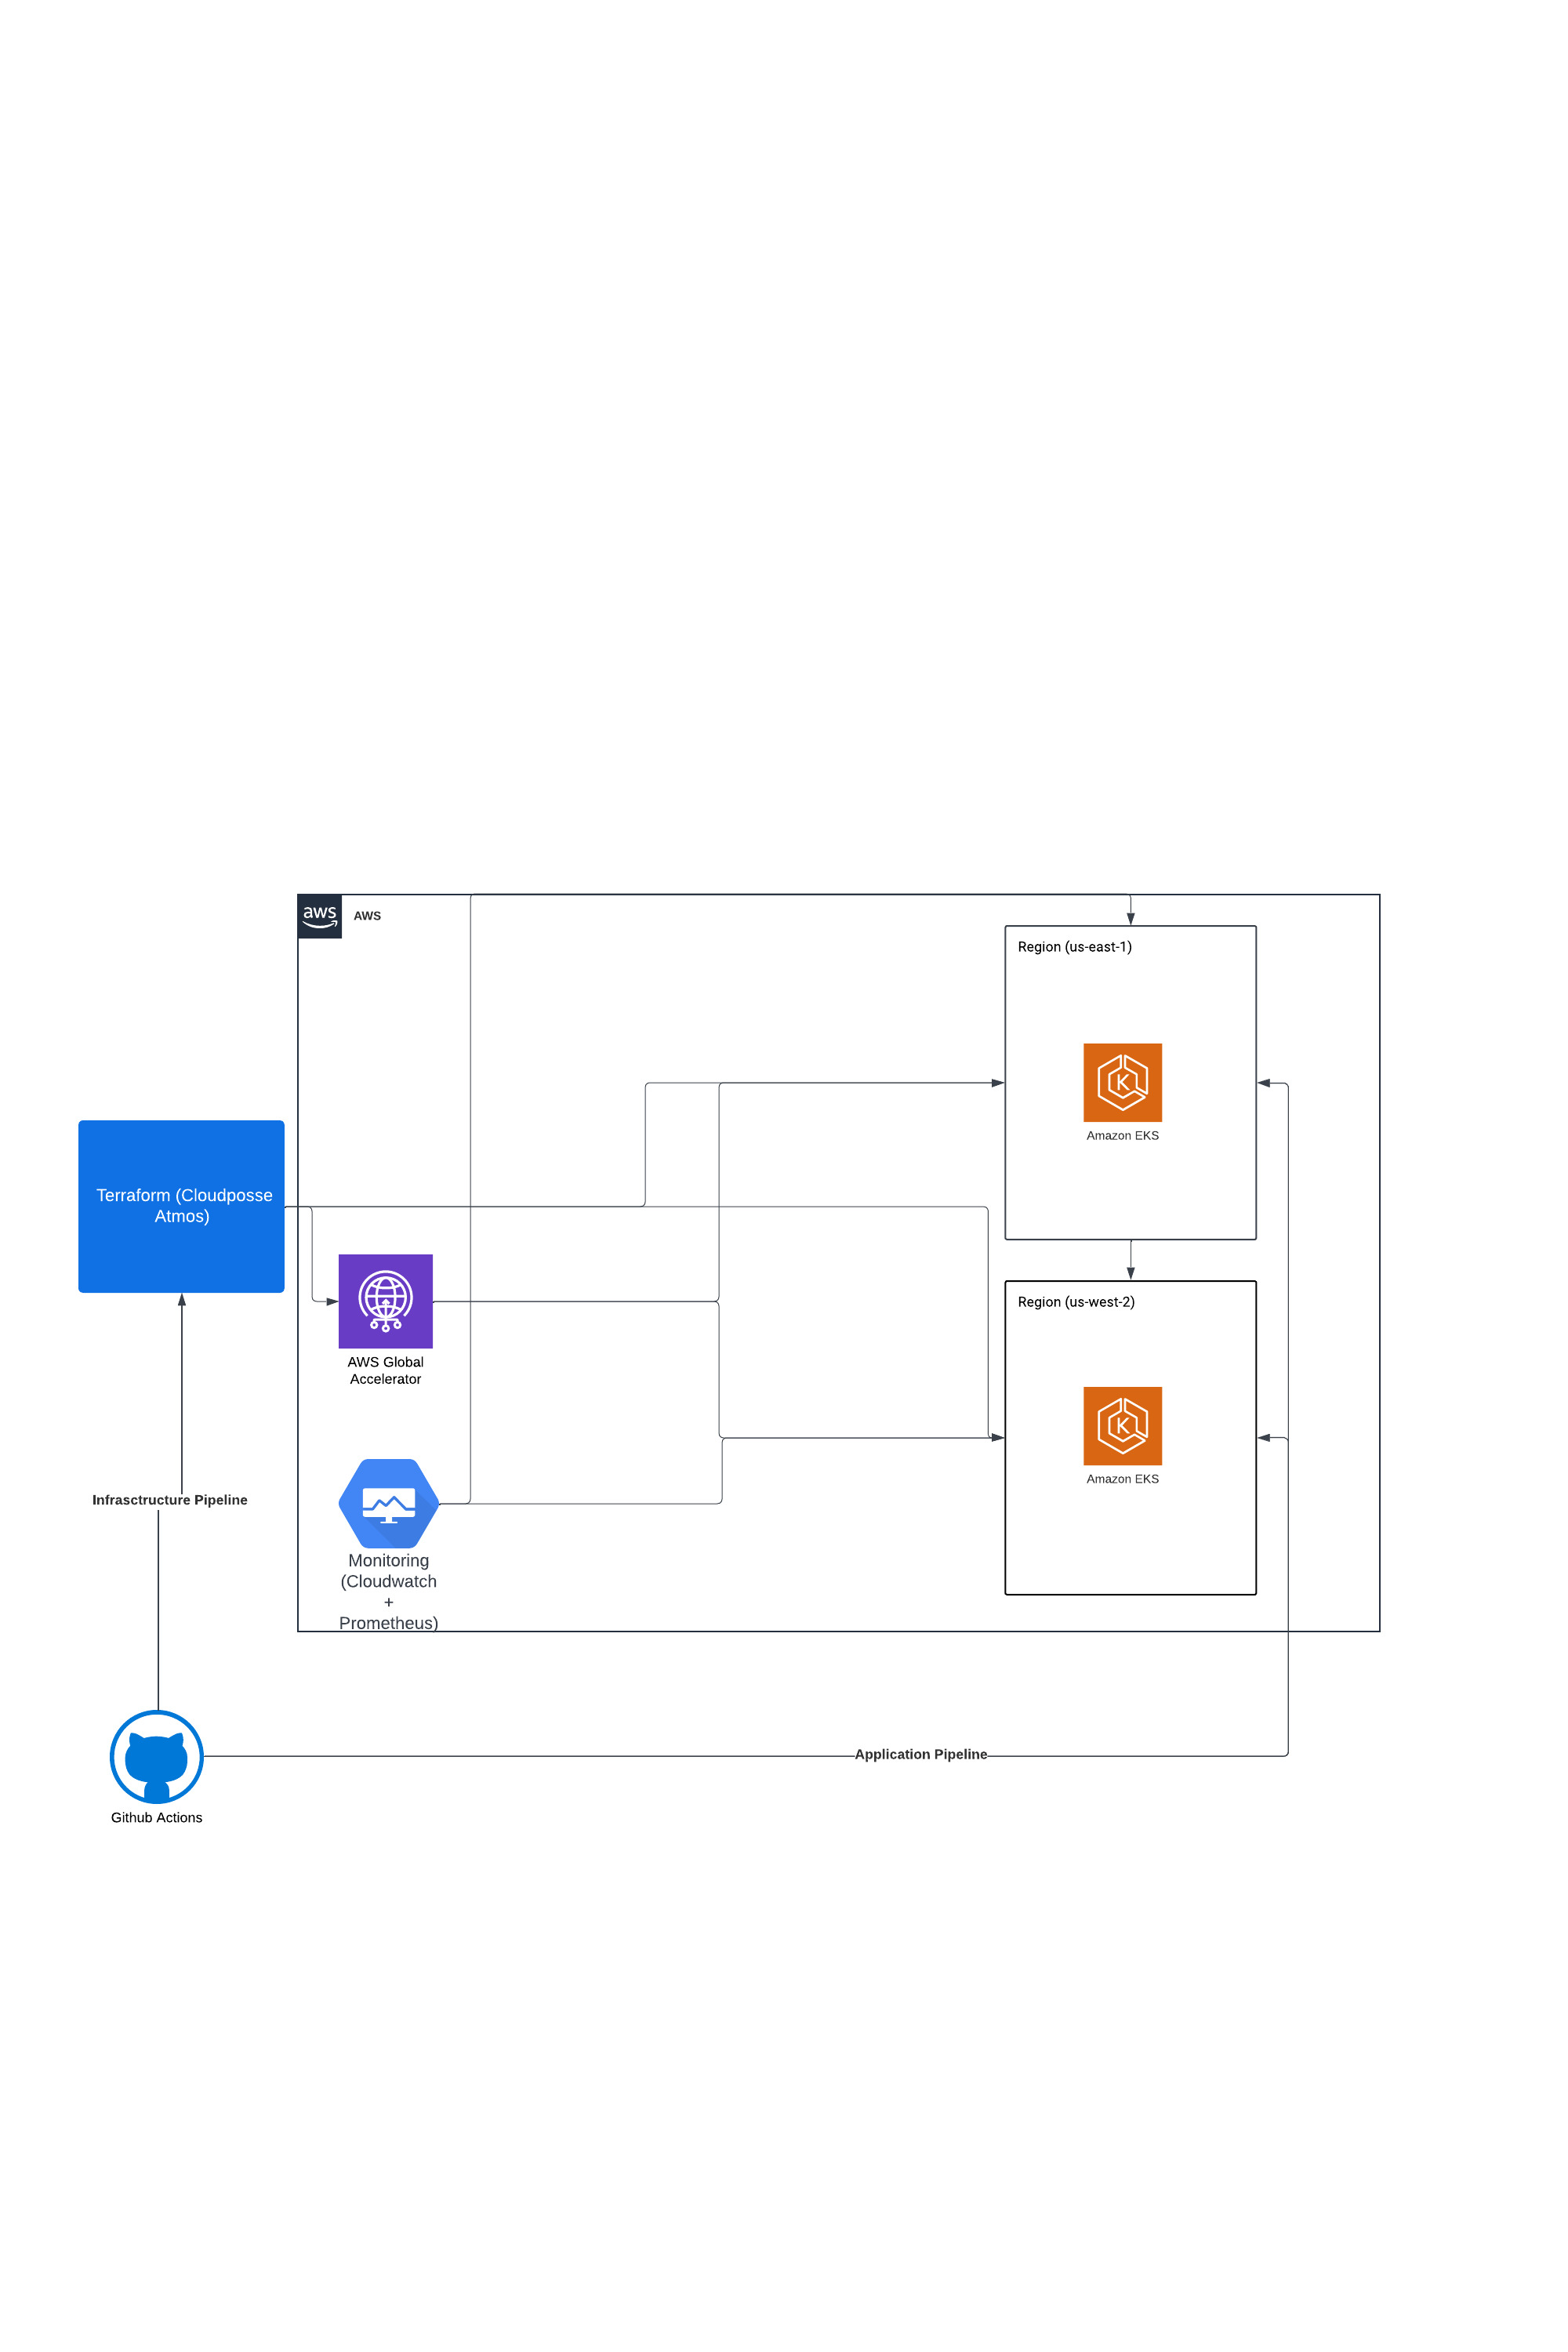 aws
AWS
Region (us-east-1)
Amazon EKS
Terraform (Cloudposse
Atmos)
AWS Global
Accelerator
Region (us-west-2)
Amazon EKS
Infrasctructure Pipeline
Monitoring
(Cloudwatch
+
Prometheus)
Application Pipeline
Github Actions